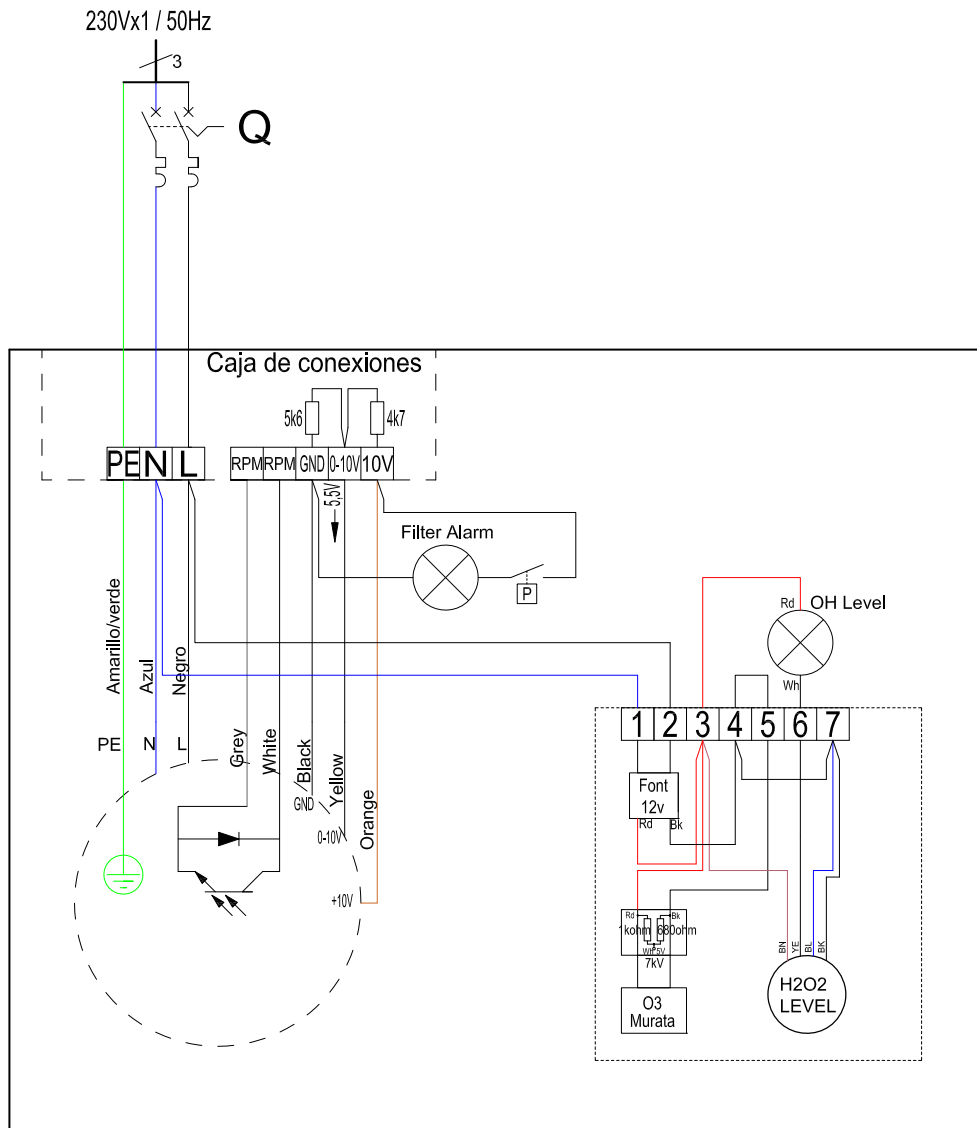 230Vx1 / 50Hz
3
Q
Caja de conexiones
5k6
4k7
PE N L
RPM RPM GND 0-10V 10V
5,5V
Filter Alarm
P
Amarillo/verde
Azul
Negro
PE N L
Grey
White
Black
Yellow
Orange
GND
0-10V
+10V
Rd
OH Level
Wh
1 2 3 4 5 6 7
Font
12v
Rd Bk
Rd Bk
1kohm 680ohm
Wh 5V
7kV
O3
Murata
BN YE BL BK
H2O2
LEVEL